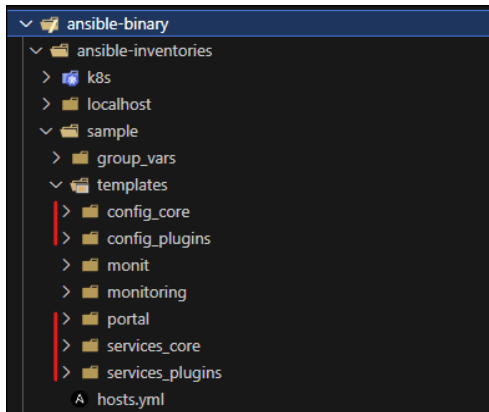 ansible-binary
ansible-inventories
k8s
localhost
sample
group_vars
templates
config_core
config_plugins
monit
monitoring
portal
services_core
services_plugins
A hosts.yml